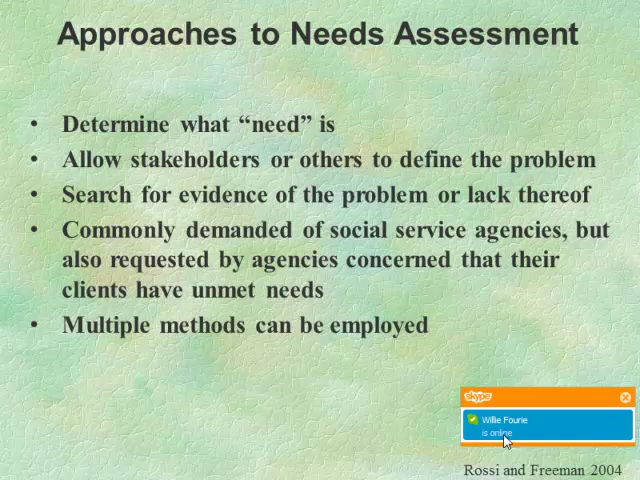 Approaches to Needs Assessment
• Determine what “need” is
• Allow stakeholders or others to define the problem
• Search for evidence of the problem or lack thereof
• Commonly demanded of social service agencies, but
also requested by agencies concerned that their
clients have unmet needs
• Multiple methods can be employed
skype
Willie Fourie
is online
Rossi and Freeman 2004